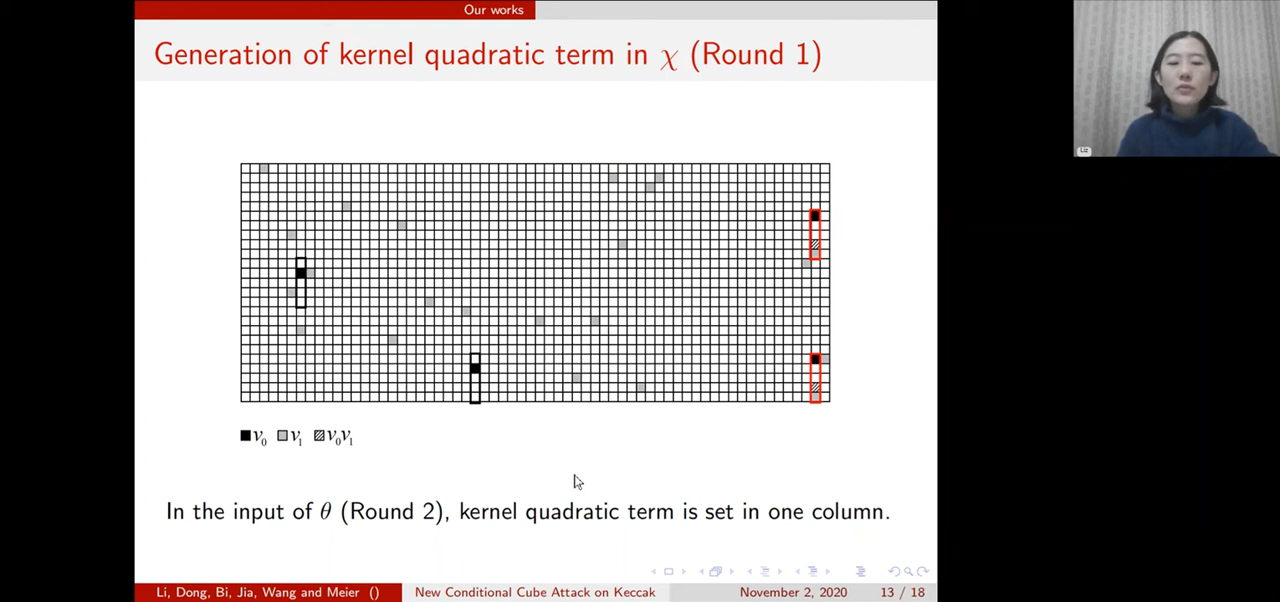 Our works
Generation of kernel quadratic term in χ (Round 1)
Liz
v₀ v₁ v₀v₁
In the input of θ (Round 2), kernel quadratic term is set in one column.
Li, Dong, Bi, Jia, Wang and Meier () New Conditional Cube Attack on Keccak November 2, 2020 13 / 18